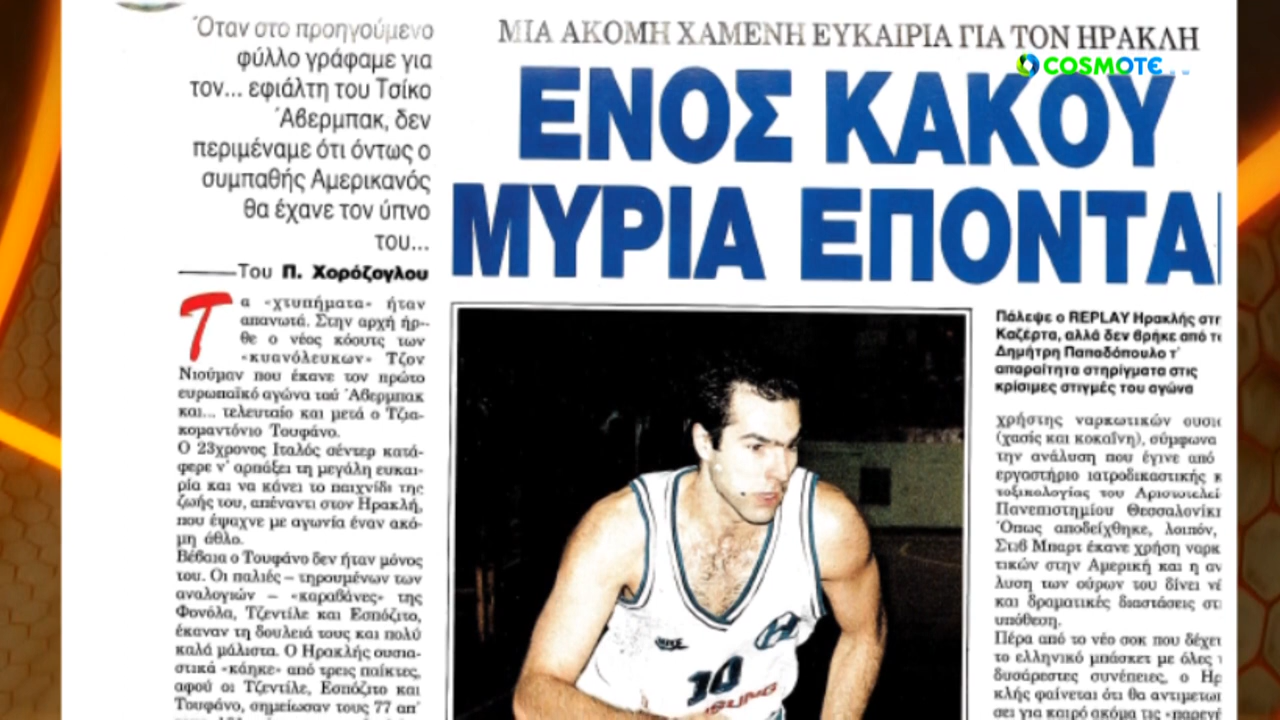 Όταν στο προηγούμενο
φύλλο γράφαμε για
τον... εφιάλτη του Τσίκο
Άβερμπακ, δεν
περιμέναμε ότι όντως ο
συμπαθής Αμερικανός
θα έχανε τον ύπνο
του...
Του Π. Χορόζογλου
Τα «χτυπήματα» ήταν
απανωτά. Στην αρχή ήρ-
θε ο νέος κόουτς των
«κυανόλευκων» Τζον
Νιούμαν που έκανε τον πρώτο
ευρωπαϊκό αγώνα τού Άβερμπακ
και... τελευταίο και μετά ο Τζια-
κομαντόνιο Τουφάνο.
Ο 23χρονος Ιταλός σέντερ κατά-
φερε ν' αρπάξει τη μεγάλη ευκαι-
ρία και να κάνει το παιχνίδι της
ζωής του, απέναντι στον Ηρακλή,
που έψαχνε με αγωνία έναν ακό-
μη άθλο.
Βέβαια ο Τουφάνο δεν ήταν μόνος
του. Οι παλιές – τηρουμένων των
αναλογιών – «καραβάνες» της
Φονόλα, Τζεντίλε και Εσπόζιτο,
έκαναν τη δουλειά τους και πολύ
καλά μάλιστα. Ο Ηρακλής ουσια-
στικά «κάηκε» από τρεις παίκτες,
αφού οι Τζεντίλε, Εσπόζιτο και
Τουφάνο, σημείωσαν τους 77 απ'
ΜΙΑ ΑΚΟΜΗ ΧΑΜΕΝΗ ΕΥΚΑΙΡΙΑ ΓΙΑ ΤΟΝ ΗΡΑΚΛΗ
COSMOTE
ΕΝΟΣ ΚΑΚΟΥ
ΜΥΡΙΑ ΕΠΟΝΤΑΙ
10
Πάλεψε ο REPLAY Ηρακλής στη
Καζέρτα, αλλά δεν βρήκε από τ
Δημήτρη Παπαδόπουλο τ'
απαραίτητα στηρίγματα στις
κρίσιμες στιγμές του αγώνα
χρήστης ναρκωτικών ουσι
(χασίς και κοκαΐνη), σύμφωνα
την ανάλυση που έγινε από
εργαστήριο ιατροδικαστικής κ
τοξικολογίας του Αριστοτελεί
Πανεπιστημίου Θεσσαλονίκη
Όπως αποδείχθηκε, λοιπόν,
Στιβ Μπαρτ έκανε χρήση ναρκ
τικών στην Αμερική και η αν
λυση των ούρων του δίνει νέ
και δραματικές διαστάσεις στ
υπόθεση.
Πέρα από το νέο σοκ που δέχετ
το ελληνικό μπάσκετ με όλες τ
δυσάρεστες συνέπειες, ο Ηρ
κλής φαίνεται ότι θα αντιμετωπ
σει για καιρό ακόμα τις «παρεν